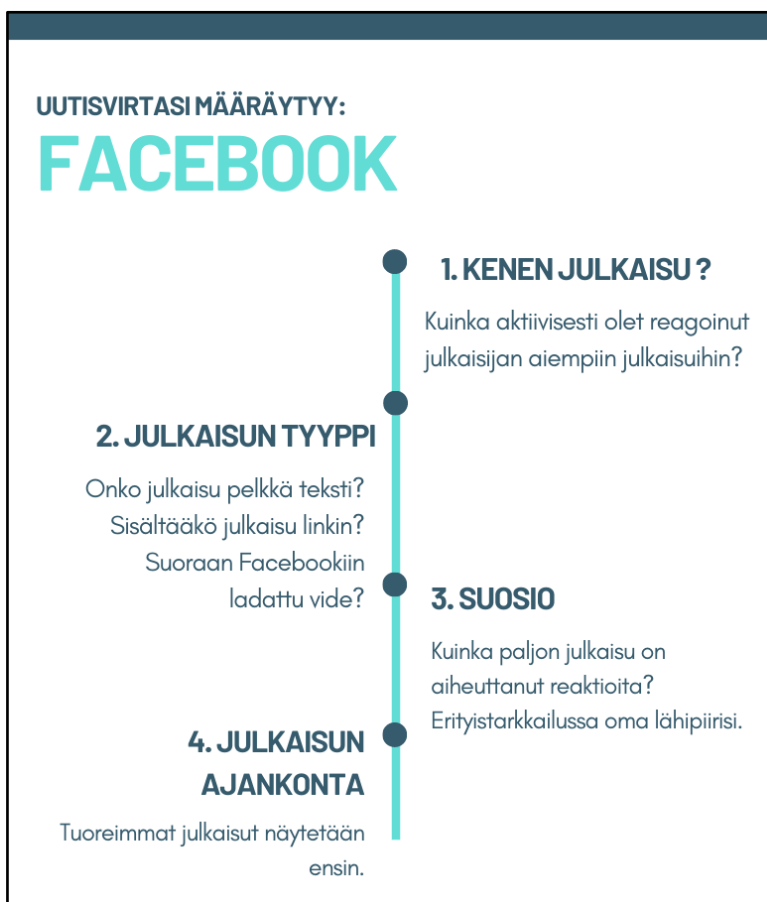 UUTISVIRTASI MÄÄRÄYTYY:
FACEBOOK
1. KENEN JULKAISU ?
Kuinka aktiivisesti olet reagoinut
julkaisijan aiempiin julkaisuihin?
2. JULKAISUN TYYPPI
Onko julkaisu pelkkä teksti?
Sisältääkö julkaisu linkin?
Suoraan Facebookiin
ladattu vide?
3. SUOSIO
Kuinka paljon julkaisu on
aiheuttanut reaktioita?
Erityistarkkailussa oma lähipiirisi.
4. JULKAISUN
AJANKONTA
Tuoreimmat julkaisut näytetään
ensin.